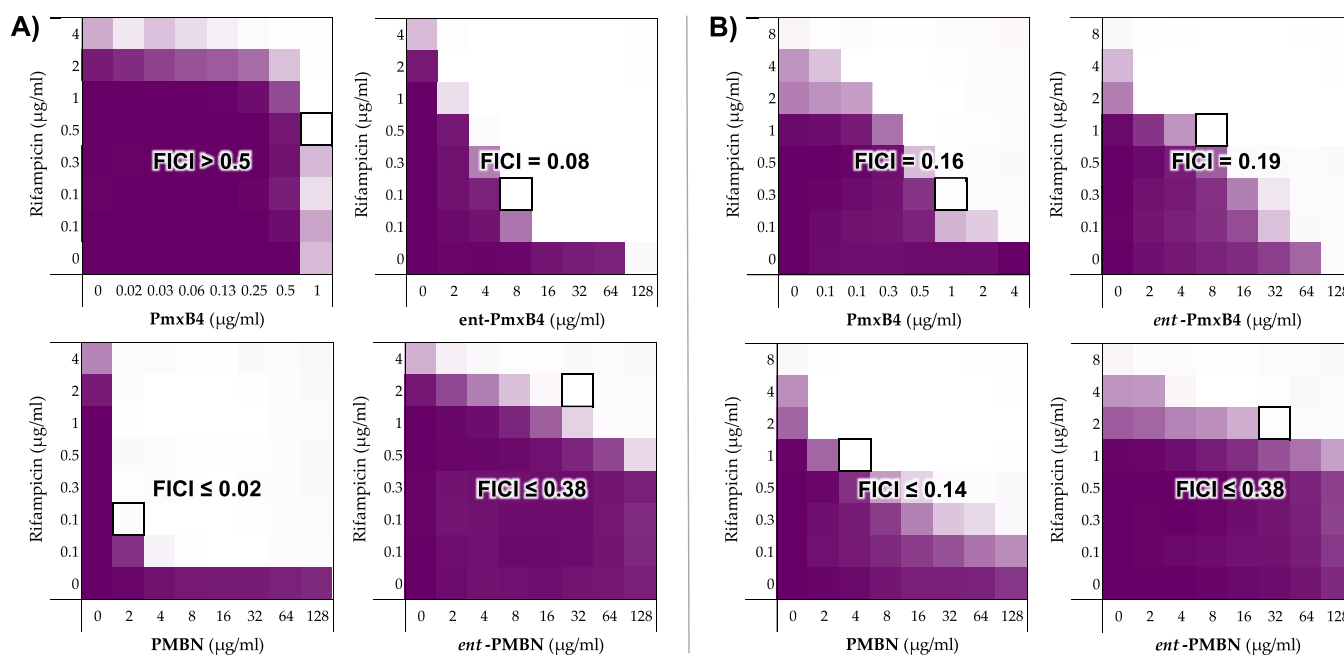 A)
Rifampicin (µg/ml)
4
2
1
0.5
0.3
0.1
0.1
0
FICI > 0.5
0 0.02 0.03 0.06 0.13 0.25 0.5 1
PmxB4 (µg/ml)
Rifampicin (µg/ml)
4
2
1
0.5
0.3
0.1
0.1
0
FICI = 0.08
0 2 4 8 16 32 64 128
ent-PmxB4 (µg/ml)
B)
Rifampicin (µg/ml)
8
4
2
1
0.5
0.3
0.1
0
FICI = 0.16
0 0.1 0.1 0.3 0.5 1 2 4
PmxB4 (µg/ml)
Rifampicin (µg/ml)
8
4
2
1
0.5
0.3
0.1
0
FICI = 0.19
0 2 4 8 16 32 64 128
ent-PmxB4 (µg/ml)
Rifampicin (µg/ml)
4
2
1
0.5
0.3
0.1
0.1
0
FICI ≤ 0.02
0 2 4 8 16 32 64 128
PMBN (µg/ml)
Rifampicin (µg/ml)
4
2
1
0.5
0.3
0.1
0.1
0
FICI ≤ 0.38
0 2 4 8 16 32 64 128
ent-PMBN (µg/ml)
Rifampicin (µg/ml)
8
4
2
1
0.5
0.3
0.1
0
FICI ≤ 0.14
0 2 4 8 16 32 64 128
PMBN (µg/ml)
Rifampicin (µg/ml)
8
4
2
1
0.5
0.3
0.1
0
FICI ≤ 0.38
0 2 4 8 16 32 64 128
ent-PMBN (µg/ml)